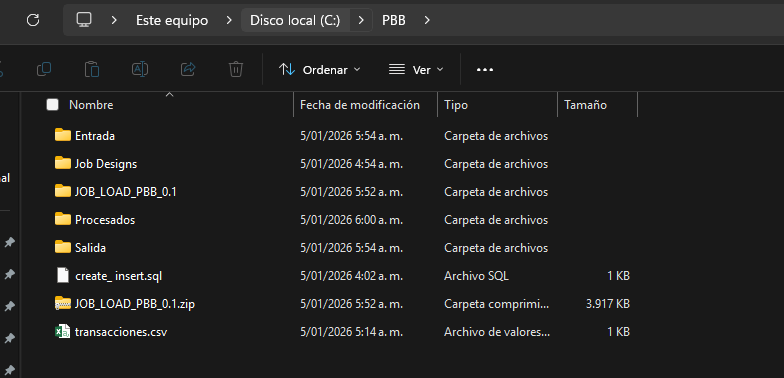 Este equipo > Disco local (C:) > PBB >
Ordenar Ver ...
Nombre Fecha de modificación Tipo Tamaño
Entrada 5/01/2026 5:54 a. m. Carpeta de archivos
Job Designs 5/01/2026 4:54 a. m. Carpeta de archivos
JOB_LOAD_PBB_0.1 5/01/2026 5:52 a. m. Carpeta de archivos
Procesados 5/01/2026 6:00 a. m. Carpeta de archivos
Salida 5/01/2026 5:54 a. m. Carpeta de archivos
create_ insert.sql 5/01/2026 4:02 a. m. Archivo SQL 1 KB
JOB_LOAD_PBB_0.1.zip 5/01/2026 5:52 a. m. Carpeta comprimi... 3.917 KB
transacciones.csv 5/01/2026 5:14 a. m. Archivo de valores... 1 KB
nal